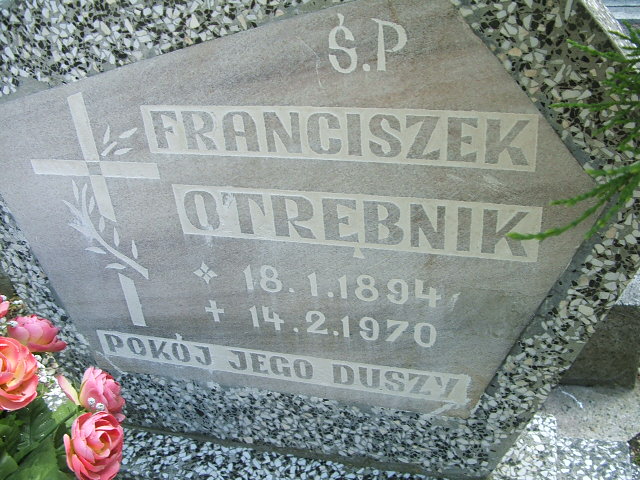 Ś.P
FRANCISZEK
OTRĘBNIK
18.1.1894
+ 14.2.1970
POKÓJ JEGO DUSZY